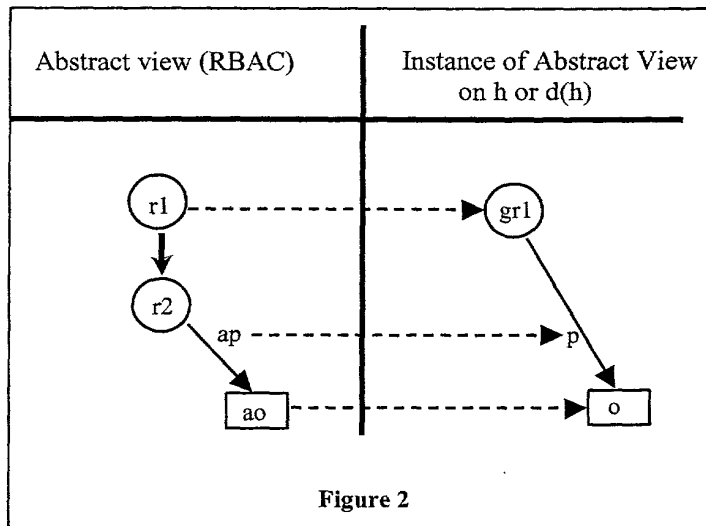 Abstract view (RBAC)
Instance of Abstract View
on h or d(h)
r1
gr1
r2
ap
p
ao
o
Figure 2